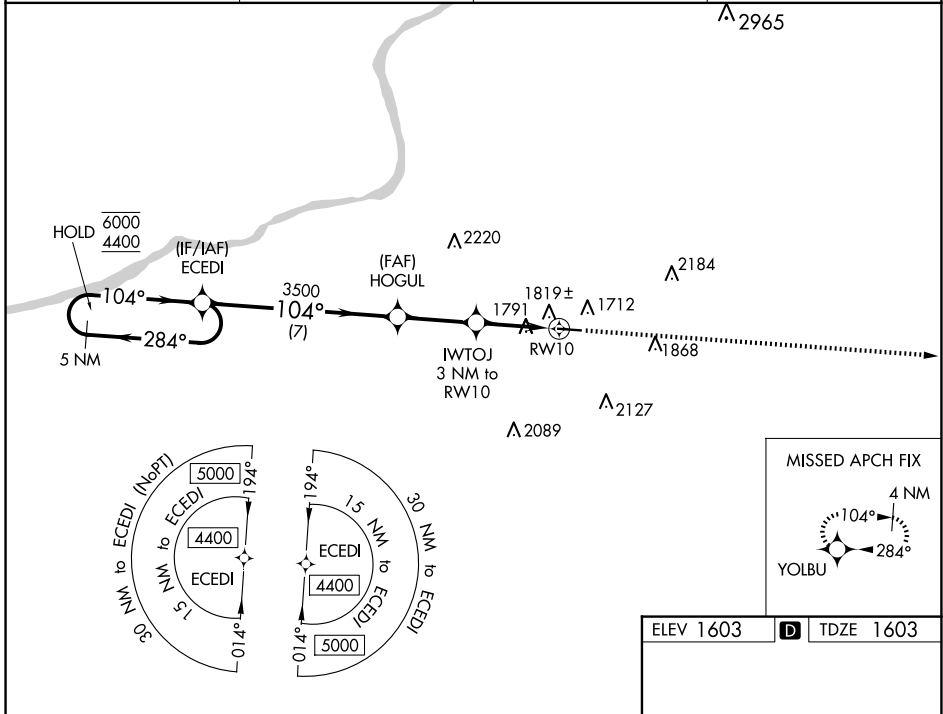 2965
HOLD 6000
4400
(IF/IAF)
ECEDI
104°
284°
5 NM
3500
104°
(7)
(FAF)
HOGUL
2220
IWTOJ
3 NM to
RW10
1791
1819±
1712
RW10
2184
1868
2127
2089
30 NM to ECEDI (NoPT)
5000
194°
15 NM to ECEDI
4400
ECEDI
014°
194°
30 NM to ECEDI
15 NM to ECEDI
ECEDI
4400
5000
014°
MISSED APCH FIX
4 NM
104°
284°
YOLBU
ELEV 1603 D TDZE 1603